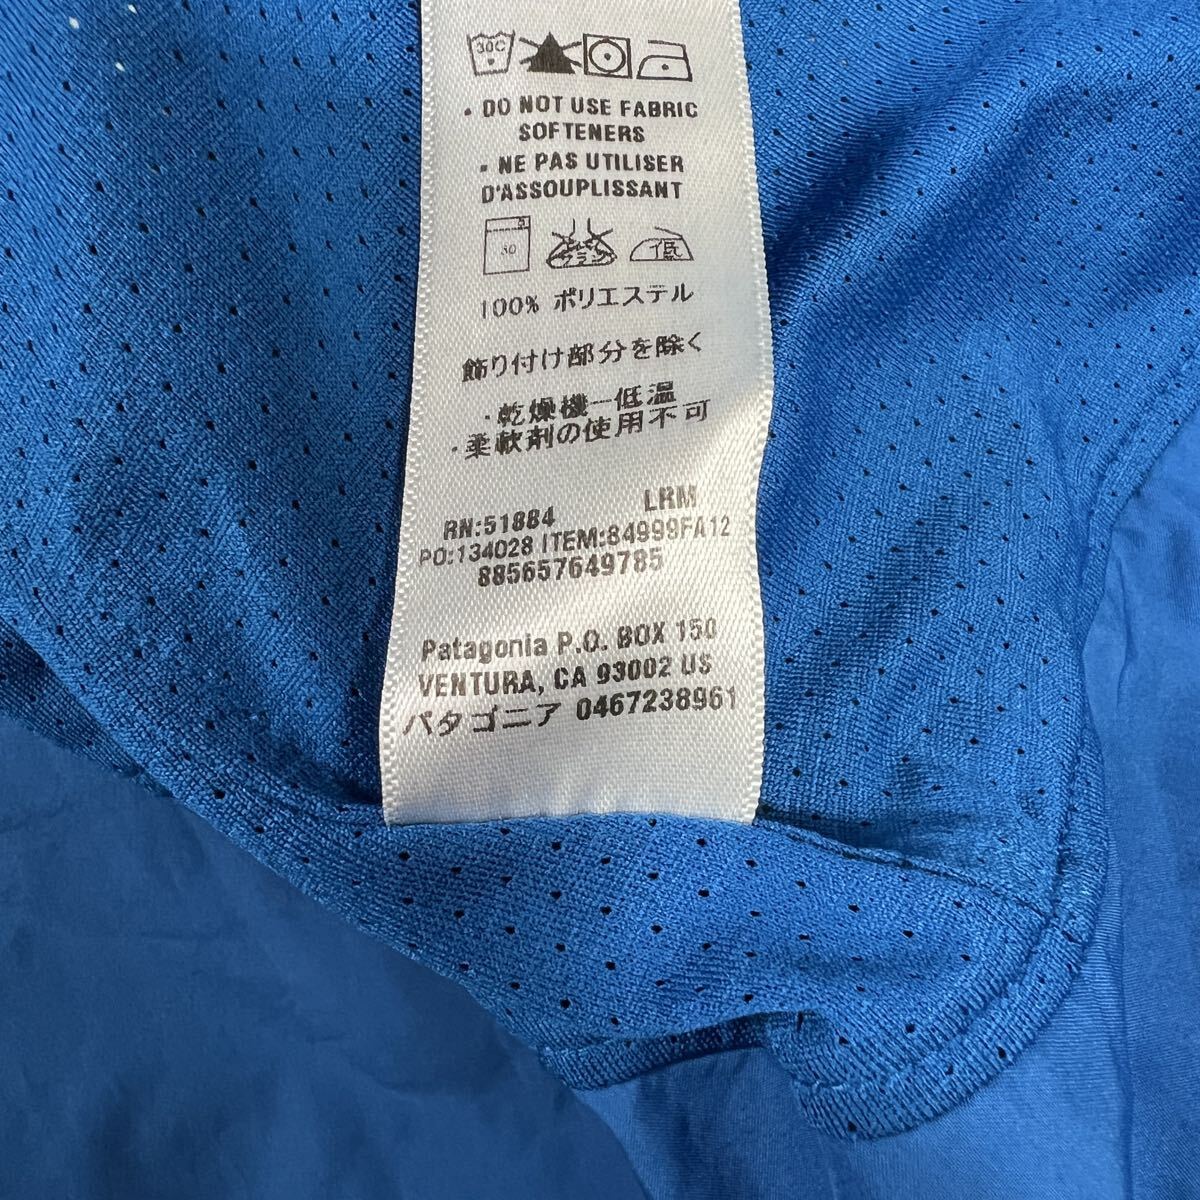 30C
• DO NOT USE FABRIC
SOFTENERS
• NE PAS UTILISER
D'ASSOUPLISSANT
30
低
100% ポリエステル
飾り付け部分を除く
・乾燥機ー低温
・柔軟剤の使用不可
RN:51884 LRM
PO:134028 ITEM:84999FA12
885657649785
Patagonia P.O. BOX 150
VENTURA, CA 93002 US
パタゴニア 0467238961